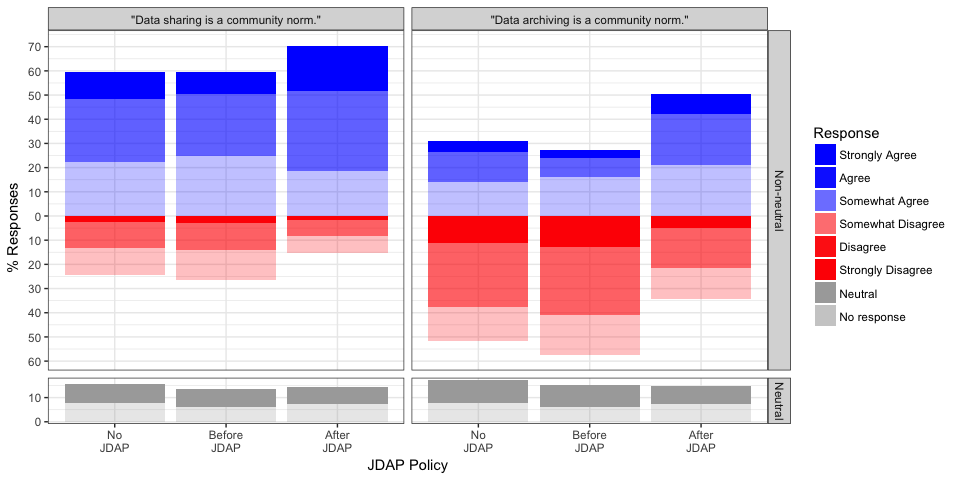 "Data sharing is a community norm."
"Data archiving is a community norm."
% Responses
70
60
50
40
30
20
10
0
10
20
30
40
50
60
Non-neutral
10
0
Neutral
No
JDAP
Before
JDAP
After
JDAP
No
JDAP
Before
JDAP
After
JDAP
JDAP Policy
Response
Strongly Agree
Agree
Somewhat Agree
Somewhat Disagree
Disagree
Strongly Disagree
Neutral
No response